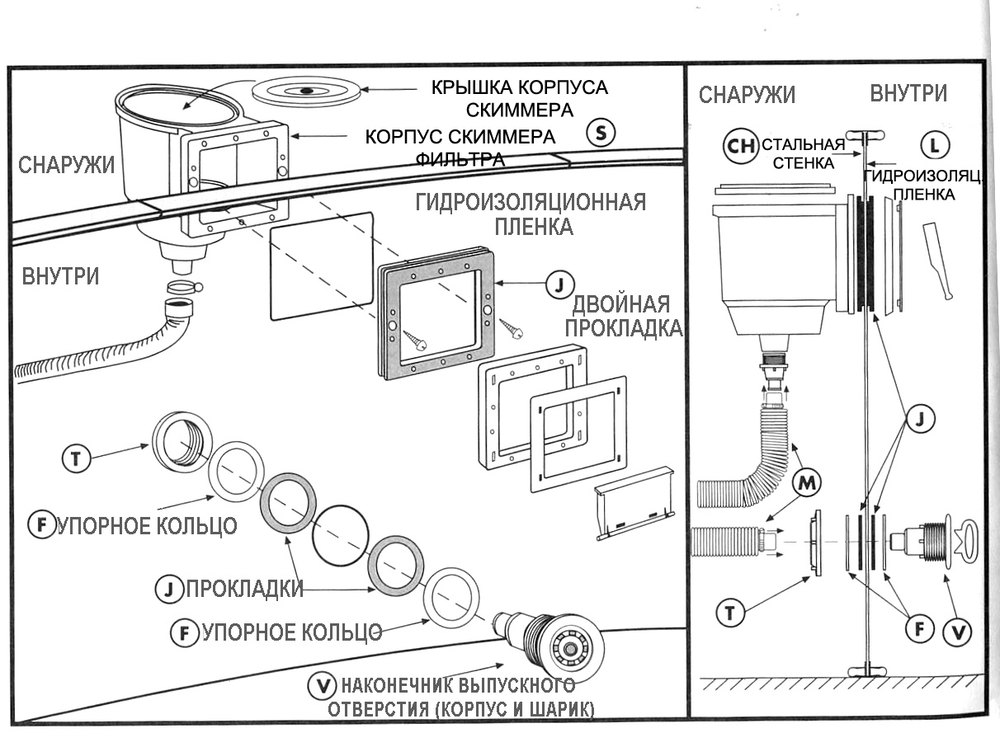 КРЫШКА КОРПУСА
СКИММЕРА
КОРПУС СКИММЕРА
ФИЛЬТРА
S
СНАРУЖИ
ГИДРОИЗОЛЯЦИОННАЯ
ПЛЕНКА
ВНУТРИ
J
ДВОЙНАЯ
ПРОКЛАДКА
T
F УПОРНОЕ КОЛЬЦО
J ПРОКЛАДКИ
F УПОРНОЕ КОЛЬЦО
V НАКОНЕЧНИК ВЫПУСКНОГО
ОТВЕРСТИЯ (КОРПУС И ШАРИК)
СНАРУЖИ
ВНУТРИ
CH СТАЛЬНАЯ
СТЕНКА
L
ГИДРОИЗОЛЯЦ.
ПЛЕНКА
J
M
T
F
V